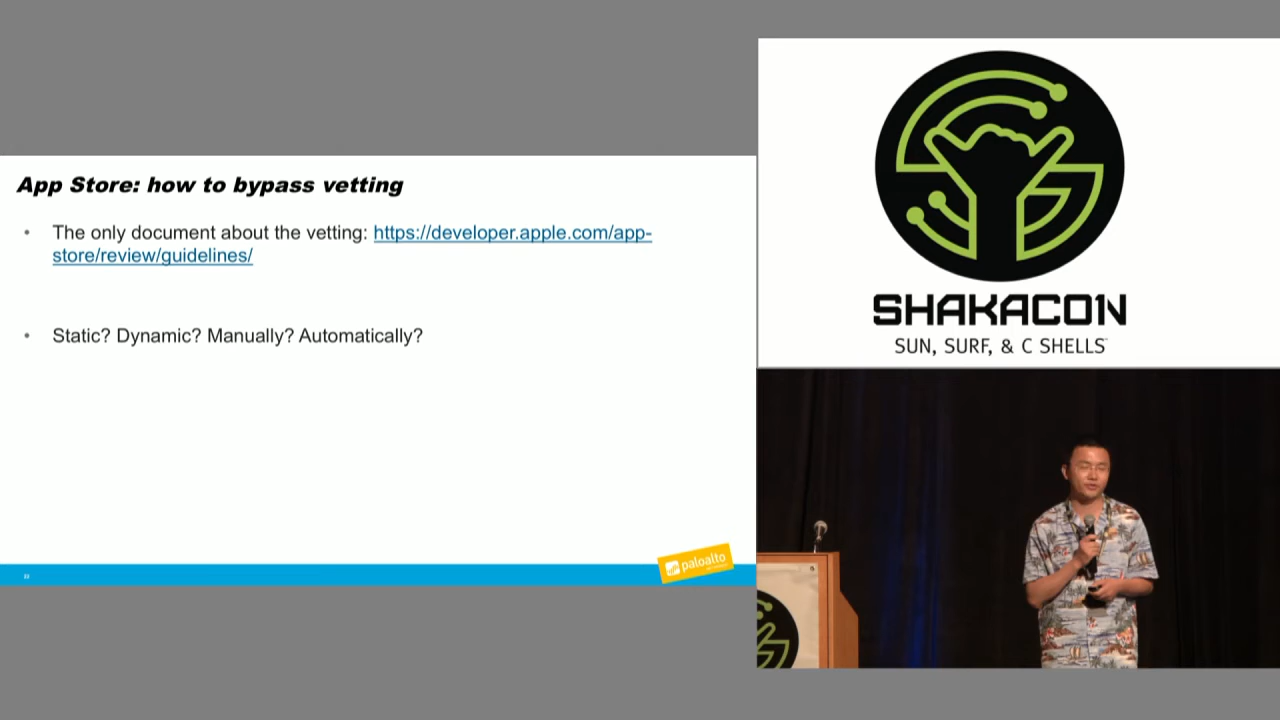 App Store: how to bypass vetting
• The only document about the vetting: https://developer.apple.com/app-
store/review/guidelines/
• Static? Dynamic? Manually? Automatically?
paloalto
SHAKACON
SUN, SURF, & C SHELLS